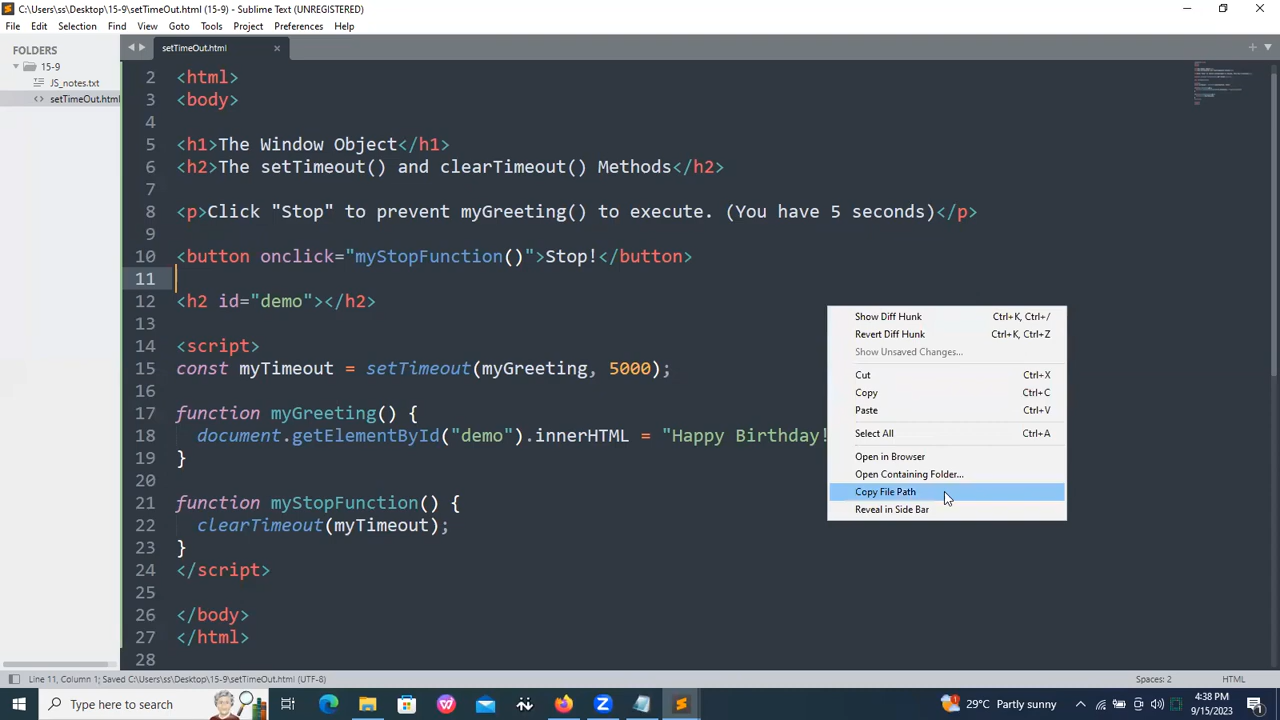 C:\Users\ss\Desktop\15-9\setTimeOut.html (15-9) - Sublime Text (UNREGISTERED)
File Edit Selection Find View Goto Tools Project Preferences Help
FOLDERS
15-9
JS_notes.txt
setTimeOut.html
setTimeOut.html
2 <html>
3 <body>
4
5 <h1>The Window Object</h1>
6 <h2>The setTimeout() and clearTimeout() Methods</h2>
7
8 <p>Click "Stop" to prevent myGreeting() to execute. (You have 5 seconds)</p>
9
10 <button onclick="myStopFunction()">Stop!</button>
11
12 <h2 id="demo"></h2>
13
14 <script>
15 const myTimeout = setTimeout(myGreeting, 5000);
16
17 function myGreeting() {
18 document.getElementById("demo").innerHTML = "Happy Birthday!
19 }
20
21 function myStopFunction() {
22 clearTimeout(myTimeout);
23 }
24 </script>
25
26 </body>
27 </html>
28
Show Diff Hunk Ctrl+K, Ctrl+/
Revert Diff Hunk Ctrl+K, Ctrl+Z
Show Unsaved Changes...
Cut Ctrl+X
Copy Ctrl+C
Paste Ctrl+V
Select All Ctrl+A
Open in Browser
Open Containing Folder...
Copy File Path
Reveal in Side Bar
Line 11, Column 1; Saved C:\Users\ss\Desktop\15-9\setTimeOut.html (UTF-8) Spaces: 2 HTML
Type here to search
29°C Partly sunny
4:38 PM
9/15/2023